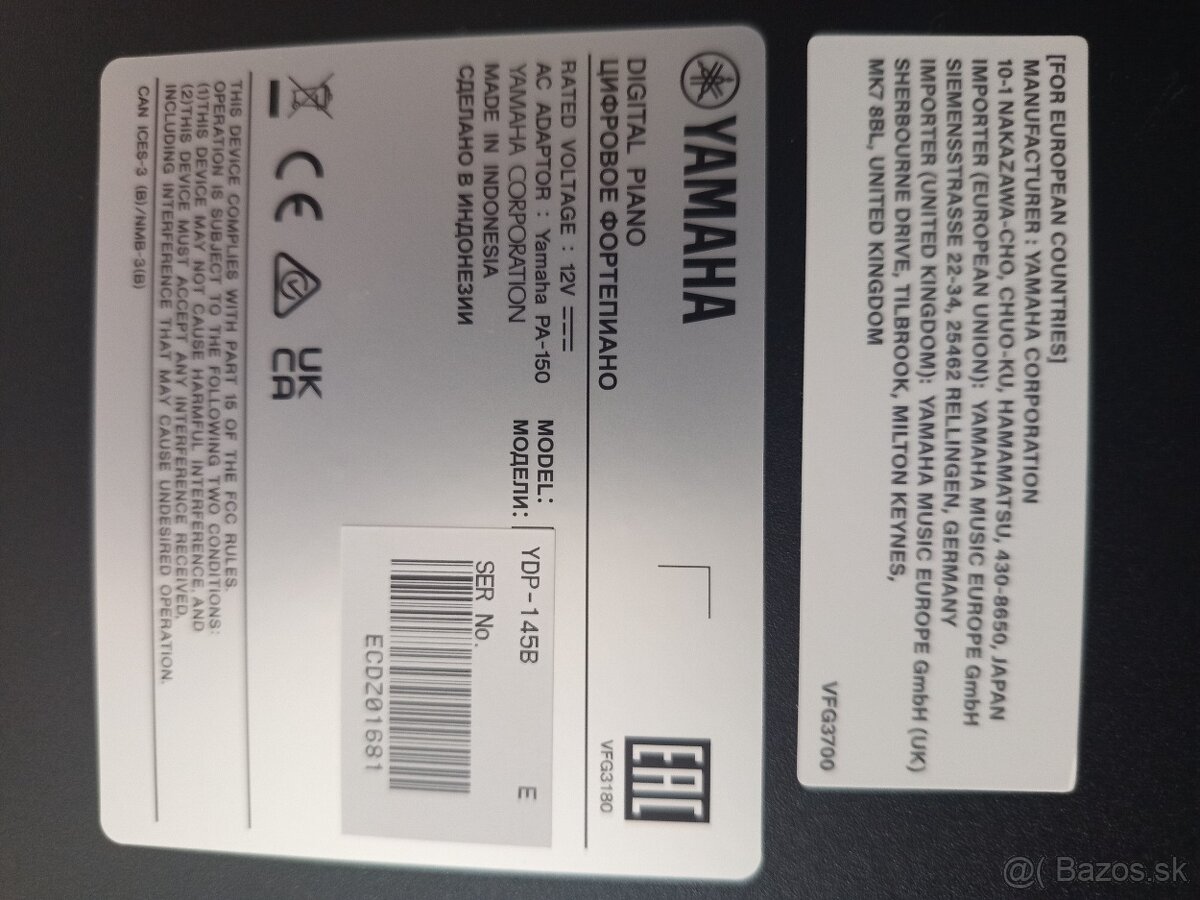 [FOR EUROPEAN COUNTRIES]
MANUFACTURER : YAMAHA CORPORATION
10-1 NAKAZAWA-CHO, CHUO-KU, HAMAMATSU, 430-8650, JAPAN
IMPORTER (EUROPEAN UNION): YAMAHA MUSIC EUROPE GmbH
SIEMENSSTRASSE 22-34, 25462 RELLINGEN, GERMANY
IMPORTER (UNITED KINGDOM): YAMAHA MUSIC EUROPE GmbH (UK)
SHERBOURNE DRIVE, TILBROOK, MILTON KEYNES,
MK7 8BL, UNITED KINGDOM
VFG3700
YAMAHA
EAC
DIGITAL PIANO
ЦИФРОВОЕ ФОРТЕПИАНО
VFG3180
RATED VOLTAGE : 12V
AC ADAPTOR : Yamaha PA-150
YAMAHA CORPORATION
MADE IN INDONESIA
СДЕЛАНО В ИНДОНЕЗИИ
MODEL:
МОДЕЛИ:
YDP-145B E
SER No.
ECDZ01681
CE
UK
CA
THIS DEVICE COMPLIES WITH PART 15 OF THE FCC RULES.
OPERATION IS SUBJECT TO THE FOLLOWING TWO CONDITIONS:
(1)THIS DEVICE MAY NOT CAUSE HARMFUL INTERFERENCE, AND
(2)THIS DEVICE MUST ACCEPT ANY INTERFERENCE RECEIVED,
INCLUDING INTERFERENCE THAT MAY CAUSE UNDESIRED OPERATION.
CAN ICES-3 (B)/NMB-3(B)
@( Bazos.sk